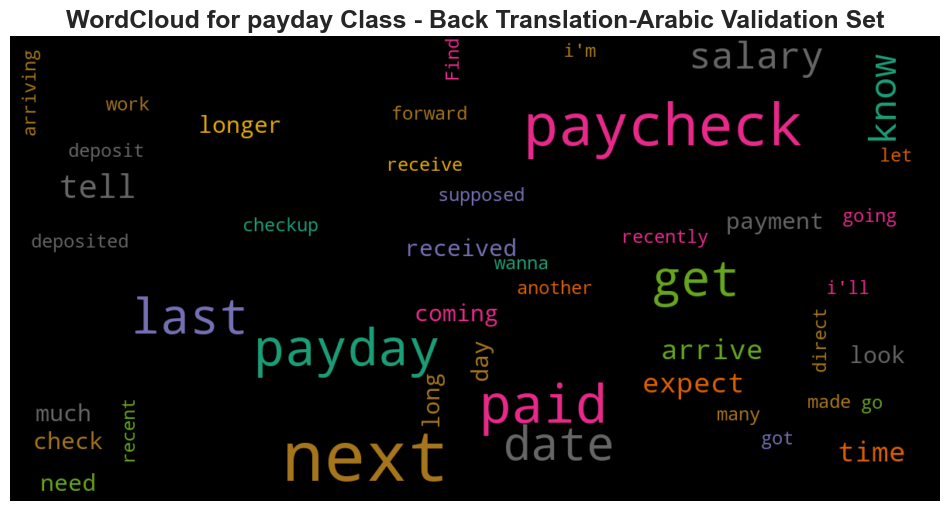 WordCloud for payday Class - Back Translation-Arabic Validation Set
arriving
work
longer
Find
i'm
forward
salary
know
paycheck
let
deposit
tell
receive
supposed
checkup
deposited
received
wanna
recently
payment
going
get
another
i'll
last
coming
payday
day
arrive
direct
look
long
expect
paid
much
check
recent
many
made
go
got
date
next
time
need